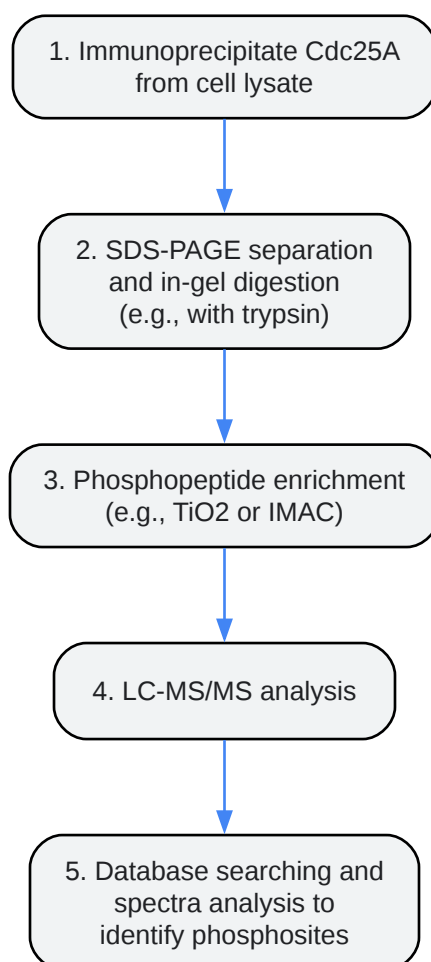 1. Immunoprecipitate Cdc25A
from cell lysate
2. SDS-PAGE separation
and in-gel digestion
(e.g., with trypsin)
3. Phosphopeptide enrichment
(e.g., TiO2 or IMAC)
4. LC-MS/MS analysis
5. Database searching and
spectra analysis to
identify phosphosites